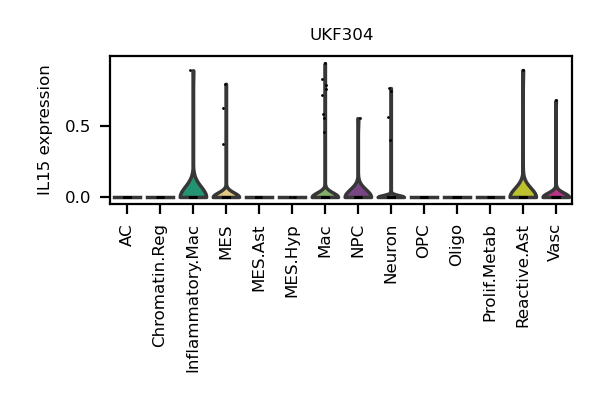 UKF304
IL15 expression
0.5
0.0
AC
Chromatin.Reg
Inflammatory.Mac
MES
MES.Ast
MES.Hyp
Mac
NPC
Neuron
OPC
Oligo
Prolif.Metab
Reactive.Ast
Vasc